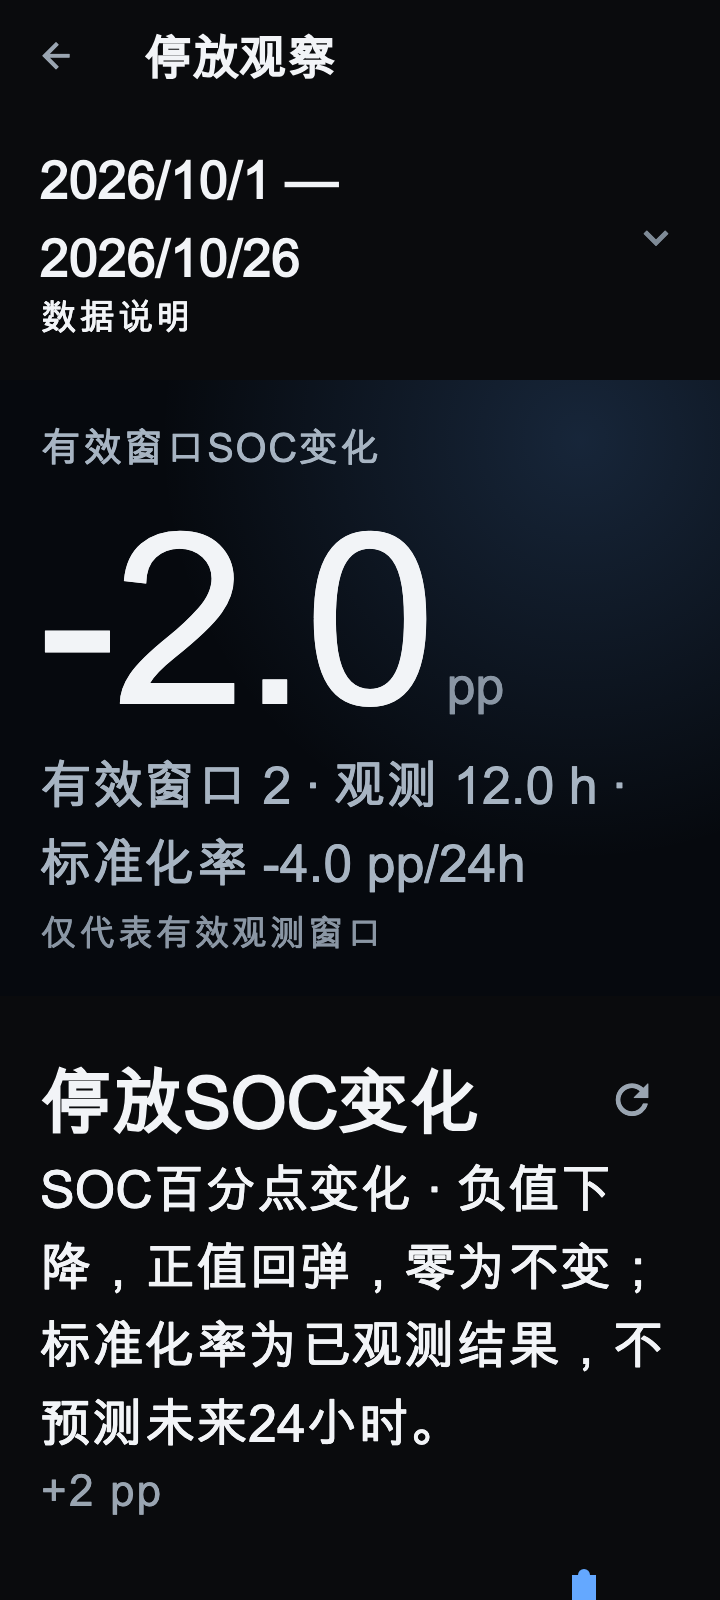 停放观察
2026/10/1 —
2026/10/26
数据说明
有效窗口SOC变化
-2.0 pp
有效窗口 2 · 观测 12.0 h ·
标准化率 -4.0 pp/24h
仅代表有效观测窗口
停放SOC变化
SOC百分点变化 · 负值下
降，正值回弹，零为不变；
标准化率为已观测结果，不
预测未来24小时。
+2 pp